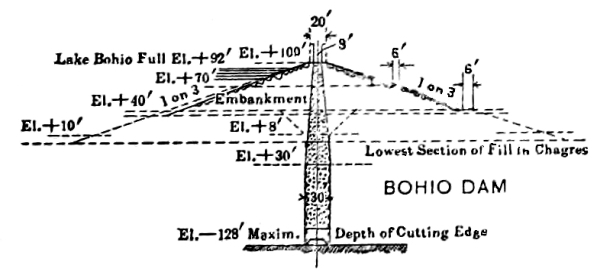 20′
El.+100′ 8′
6′
Lake Bohio Full El.+92′
6′
El.+70′
1 on 3
El.+40′ 1 on 3 Embankment
El.+10′ El.+8′
Lowest Section of Fill in Chagres
El.+30′
BOHIO DAM
30
El.—128′ Maxim. Depth of Cutting Edge